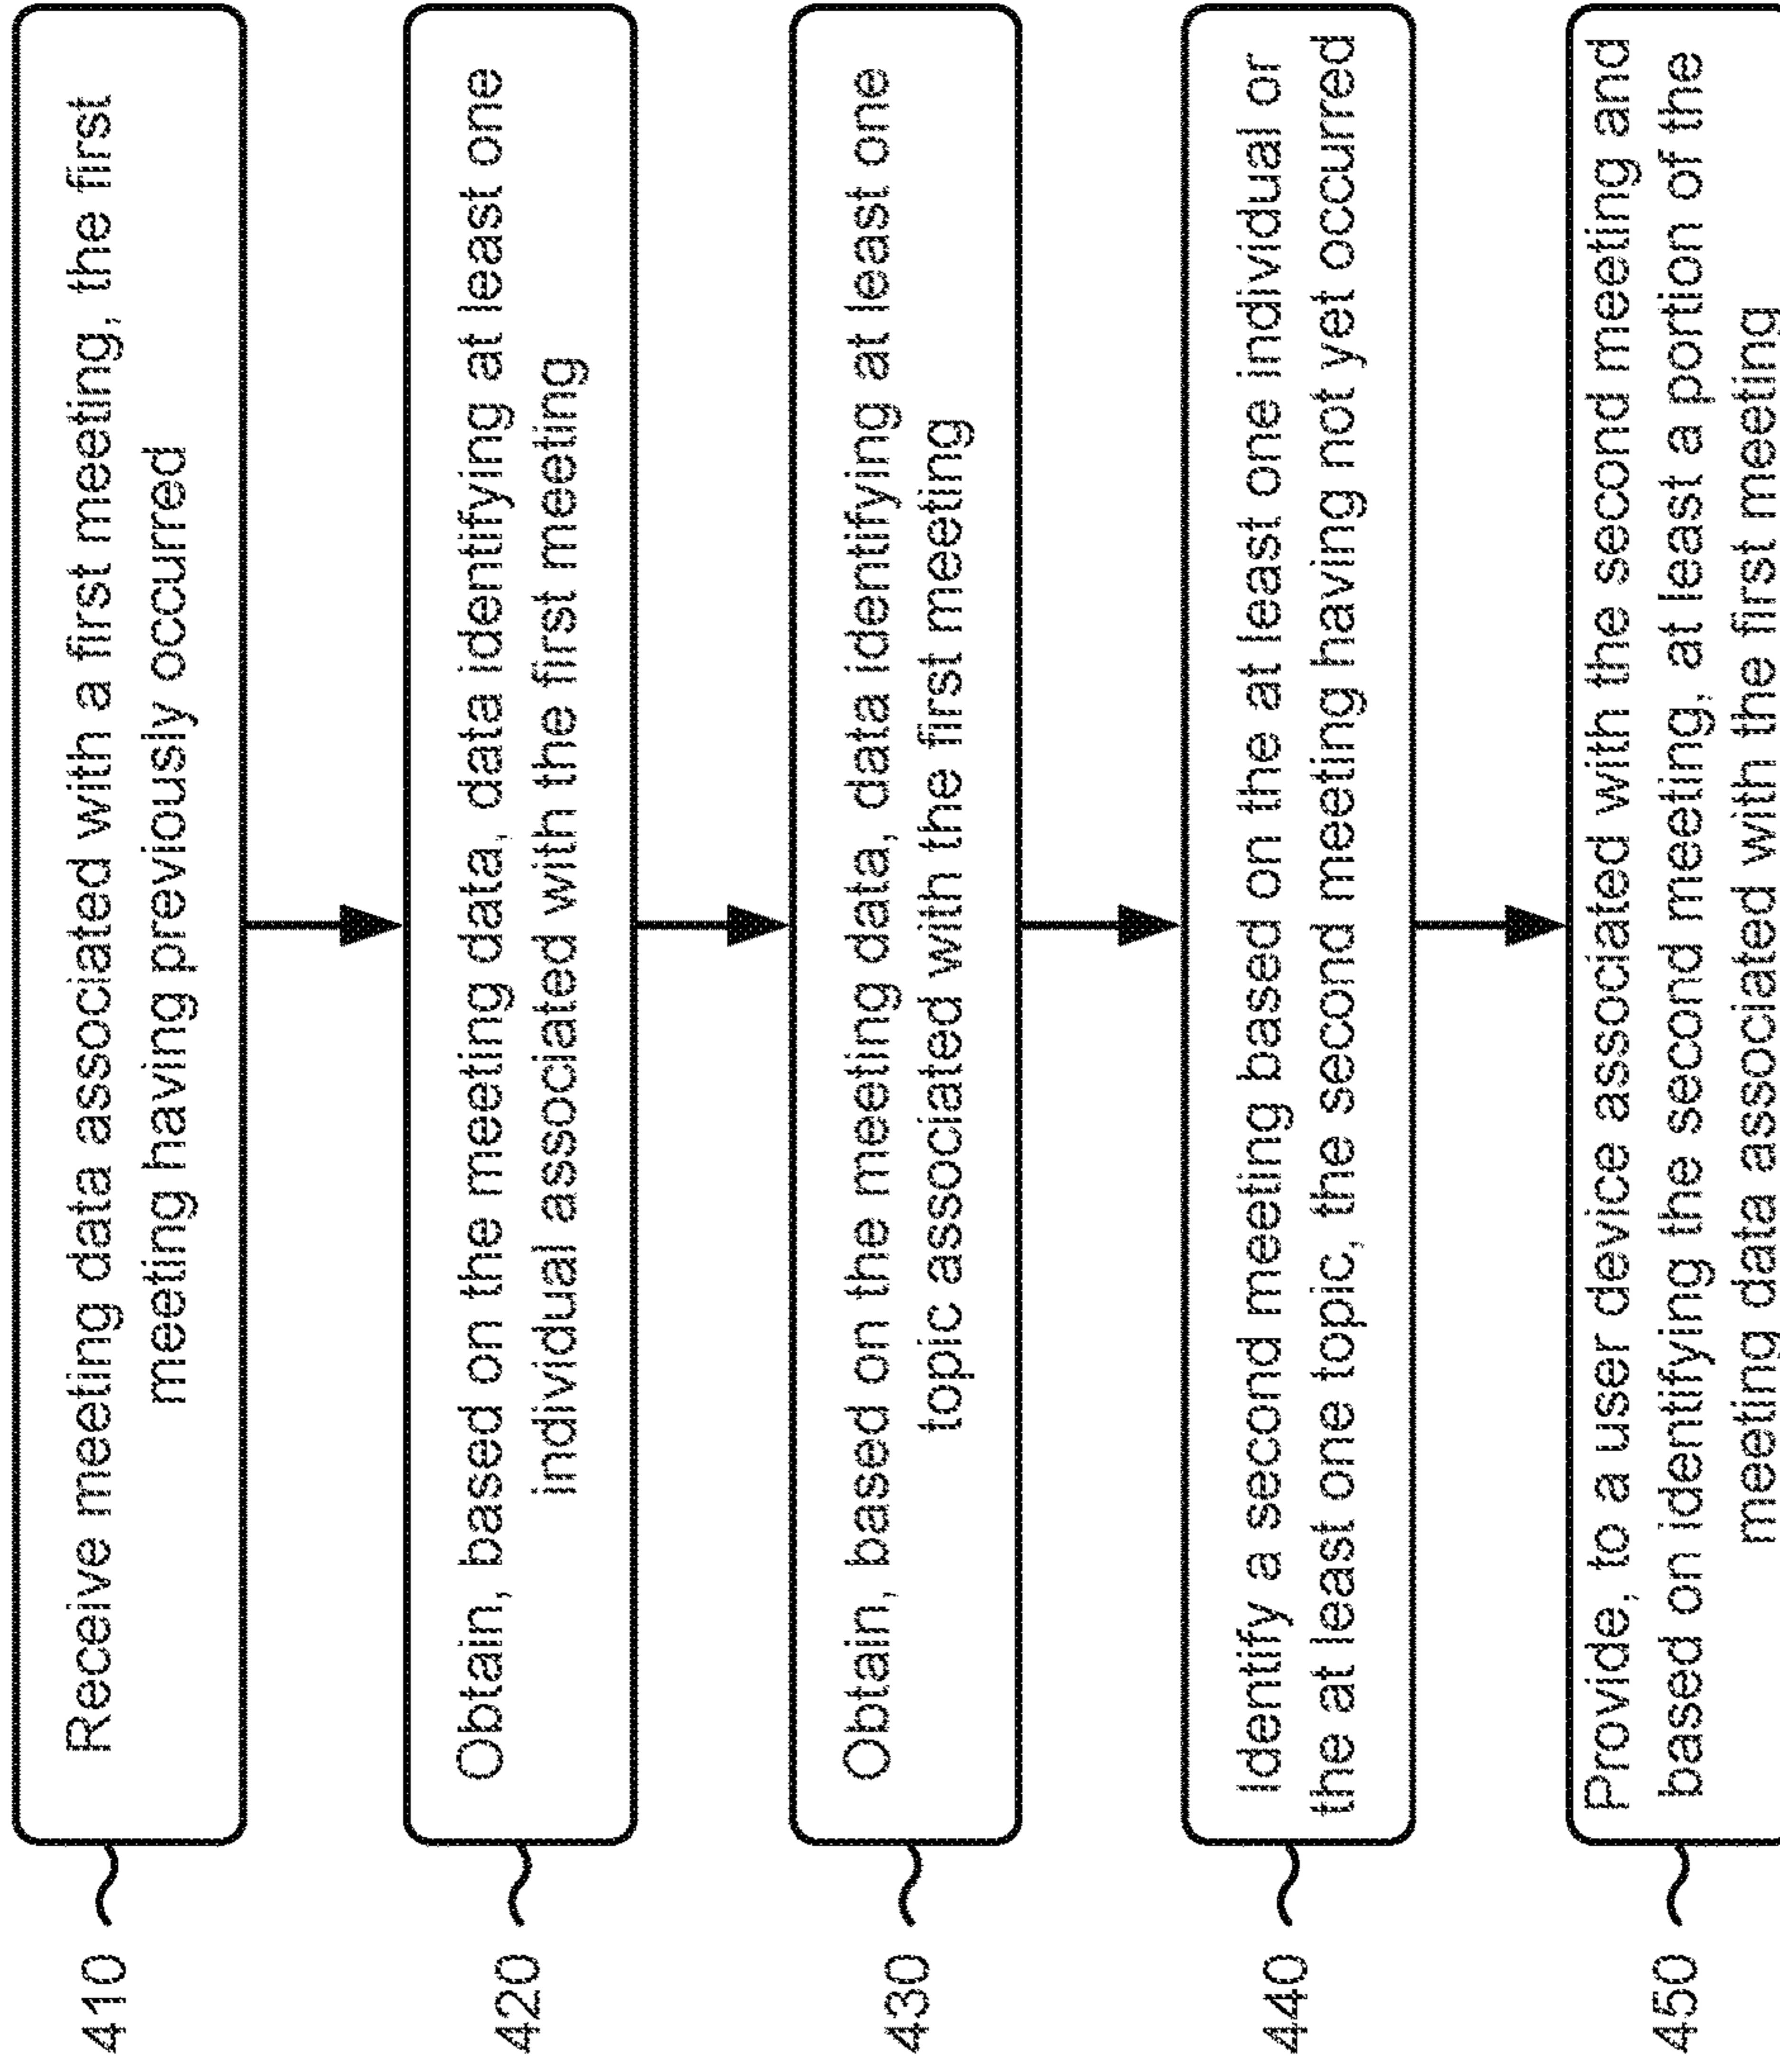 410
Receive meeting data associated with a first meeting, the first
meeting having previously occurred
420
Obtain, based on the meeting data, data identifying at least one
individual associated with the first meeting
430
Obtain, based on the meeting data, data identifying at least one
topic associated with the first meeting
440
Identify a second meeting based on the at least one individual or
the at least one topic, the second meeting having not yet occurred
450
Provide, to a user device associated with the second meeting and
based on identifying the second meeting, at least a portion of the
meeting data associated with the first meeting